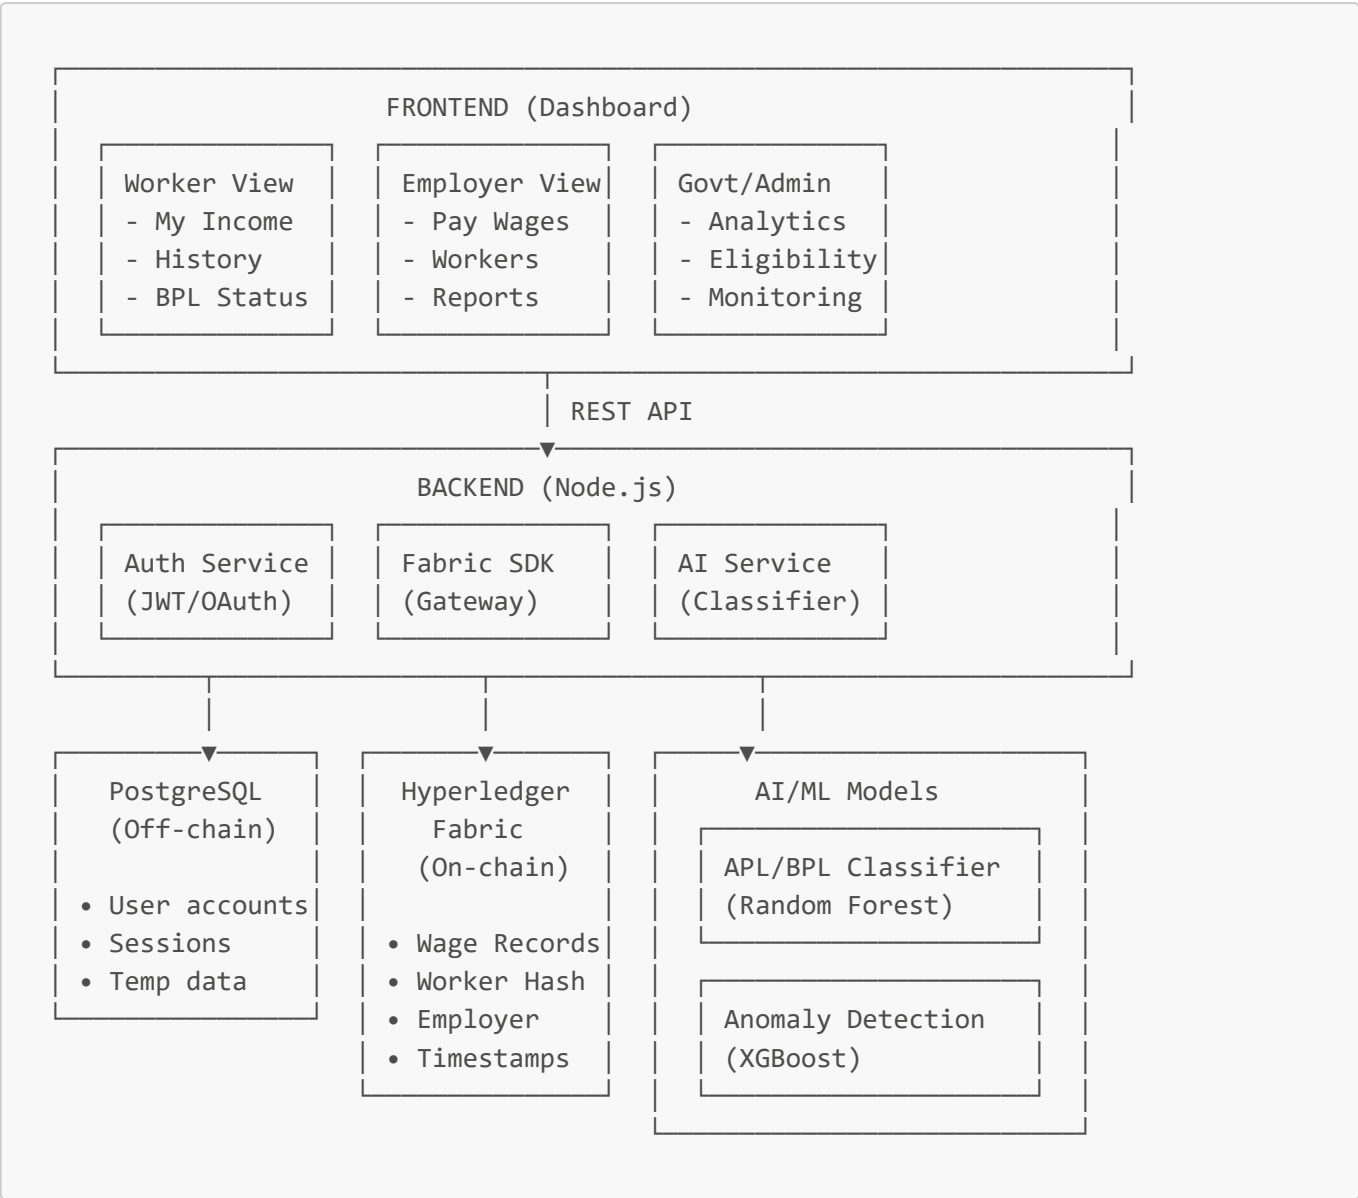 FRONTEND (Dashboard)
Worker View
- My Income
- History
- BPL Status
Employer View
- Pay Wages
- Workers
- Reports
Govt/Admin
- Analytics
- Eligibility
- Monitoring
REST API
BACKEND (Node.js)
Auth Service
(JWT/OAuth)
Fabric SDK
(Gateway)
AI Service
(Classifier)
PostgreSQL
(Off-chain)
• User accounts
• Sessions
• Temp data
Hyperledger
Fabric
(On-chain)
• Wage Records
• Worker Hash
• Employer
• Timestamps
AI/ML Models
APL/BPL Classifier
(Random Forest)
Anomaly Detection
(XGBoost)